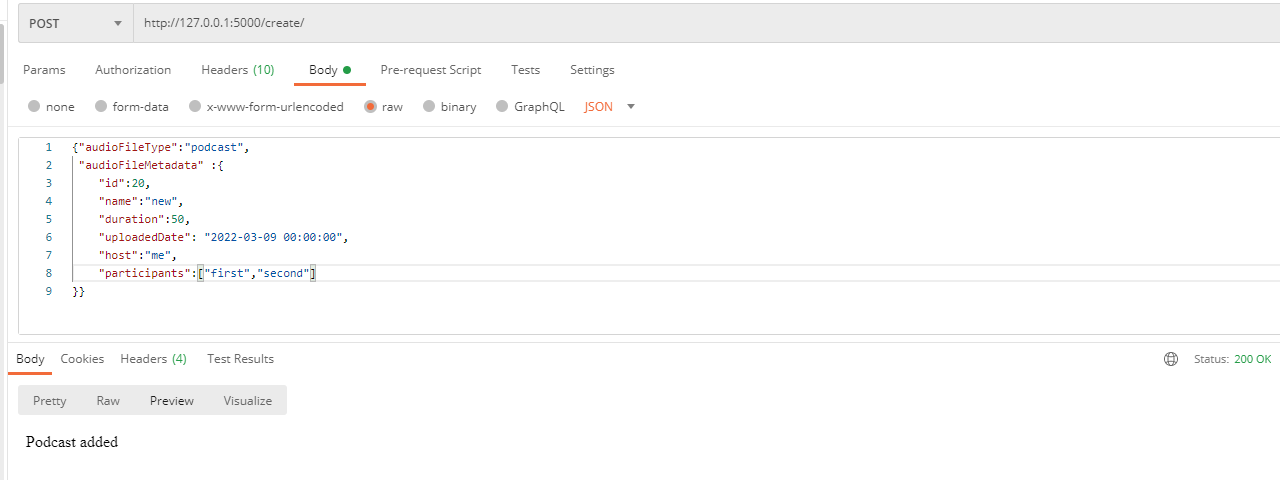 POST http://127.0.0.1:5000/create/
Params Authorization Headers (10) Body Pre-request Script Tests Settings
none form-data x-www-form-urlencoded raw binary GraphQL JSON
1 {"audioFileType":"podcast",
2 "audioFileMetadata" :{
3 "id":20,
4 "name":"new",
5 "duration":50,
6 "uploadedDate": "2022-03-09 00:00:00",
7 "host":"me",
8 "participants":["first","second"]
9 }}
Body Cookies Headers (4) Test Results Status: 200 OK
Pretty Raw Preview Visualize
Podcast added